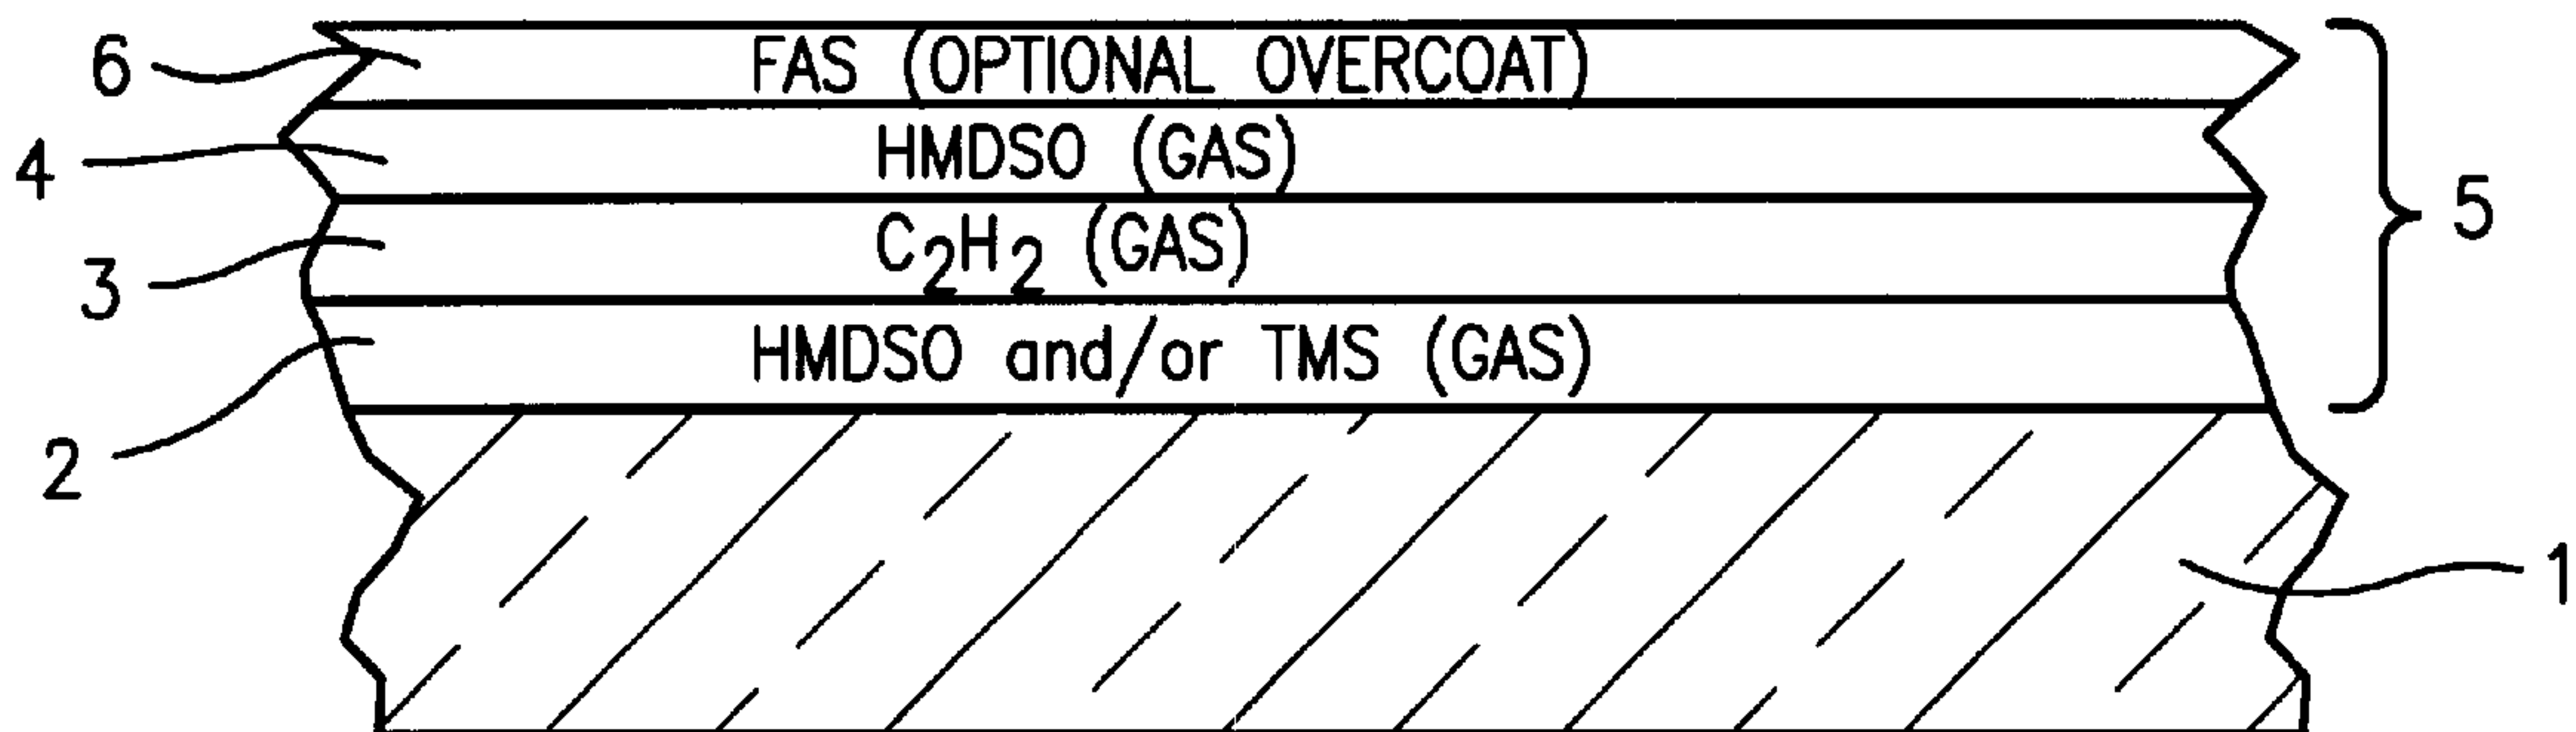 6 FAS (OPTIONAL OVERCOAT)
4 HMDSO (GAS)
5
3 C₂H₂ (GAS)
2 HMDSO and/or TMS (GAS)
1